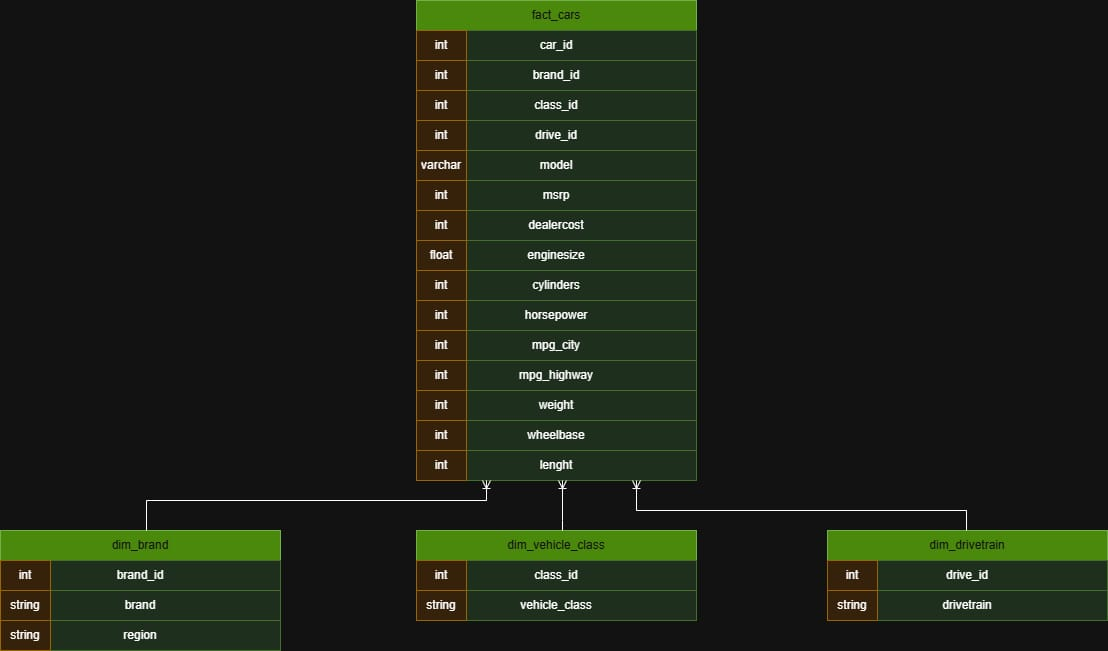 fact_cars
int car_id
int brand_id
int class_id
int drive_id
varchar model
int msrp
int dealercost
float enginesize
int cylinders
int horsepower
int mpg_city
int mpg_highway
int weight
int wheelbase
int lenght
dim_brand
int brand_id
string brand
string region
dim_vehicle_class
int class_id
string vehicle_class
dim_drivetrain
int drive_id
string drivetrain